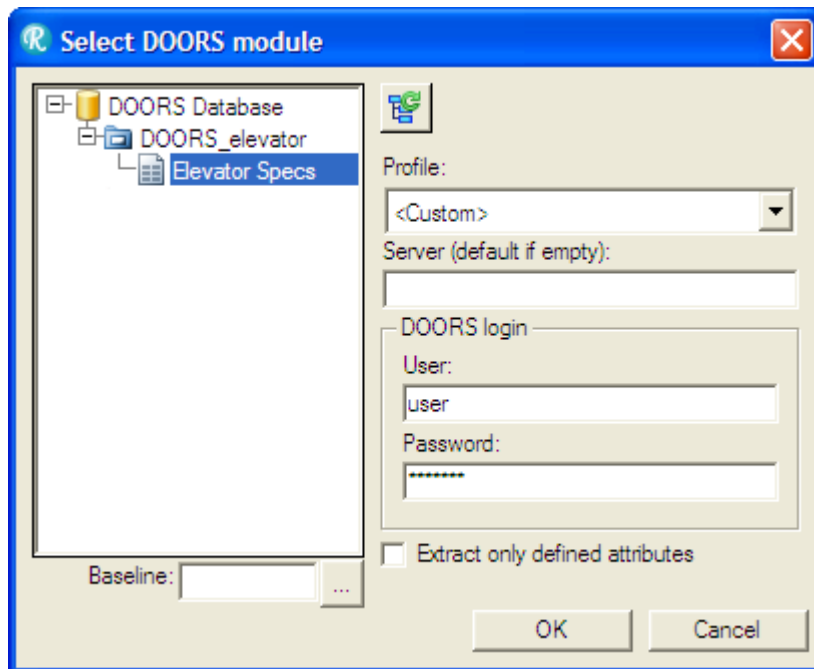 Select DOORS module
DOORS Database
DOORS_elevator
Elevator Specs
Baseline:
...
Profile:
<Custom>
Server (default if empty):
DOORS login
User:
user
Password:
*******
Extract only defined attributes
OK
Cancel